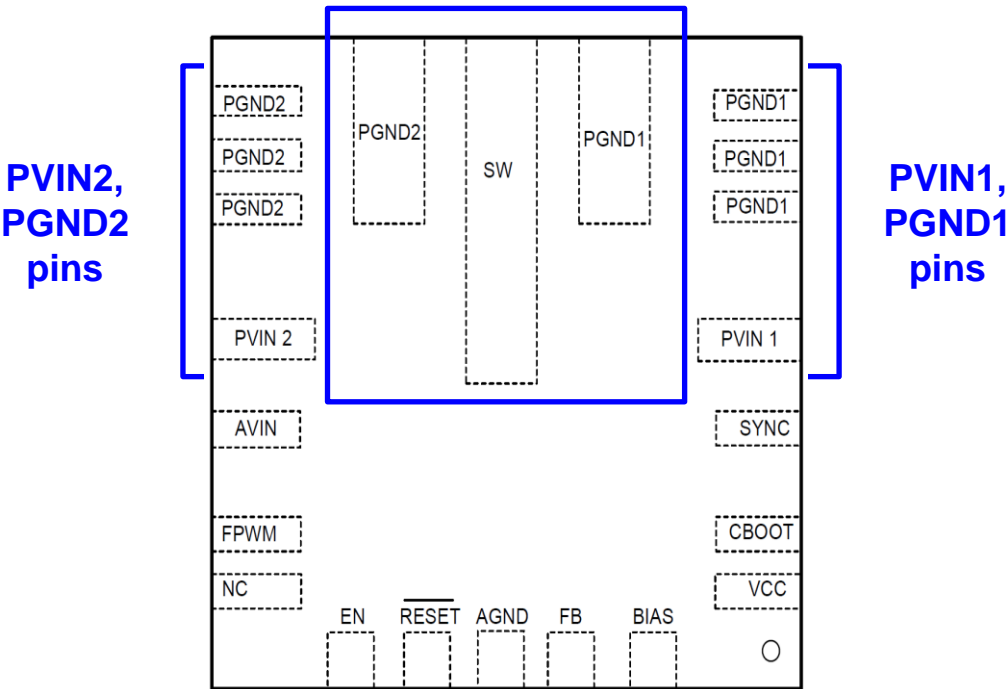 PGND2
PGND2
PGND2
PVIN 2
AVIN
FPWM
NC
PGND2
SW
PGND1
PGND1
PGND1
PGND1
PVIN 1
SYNC
CBOOT
VCC
EN
RESET
AGND
FB
BIAS
PVIN2,
PGND2
pins
PVIN1,
PGND1
pins